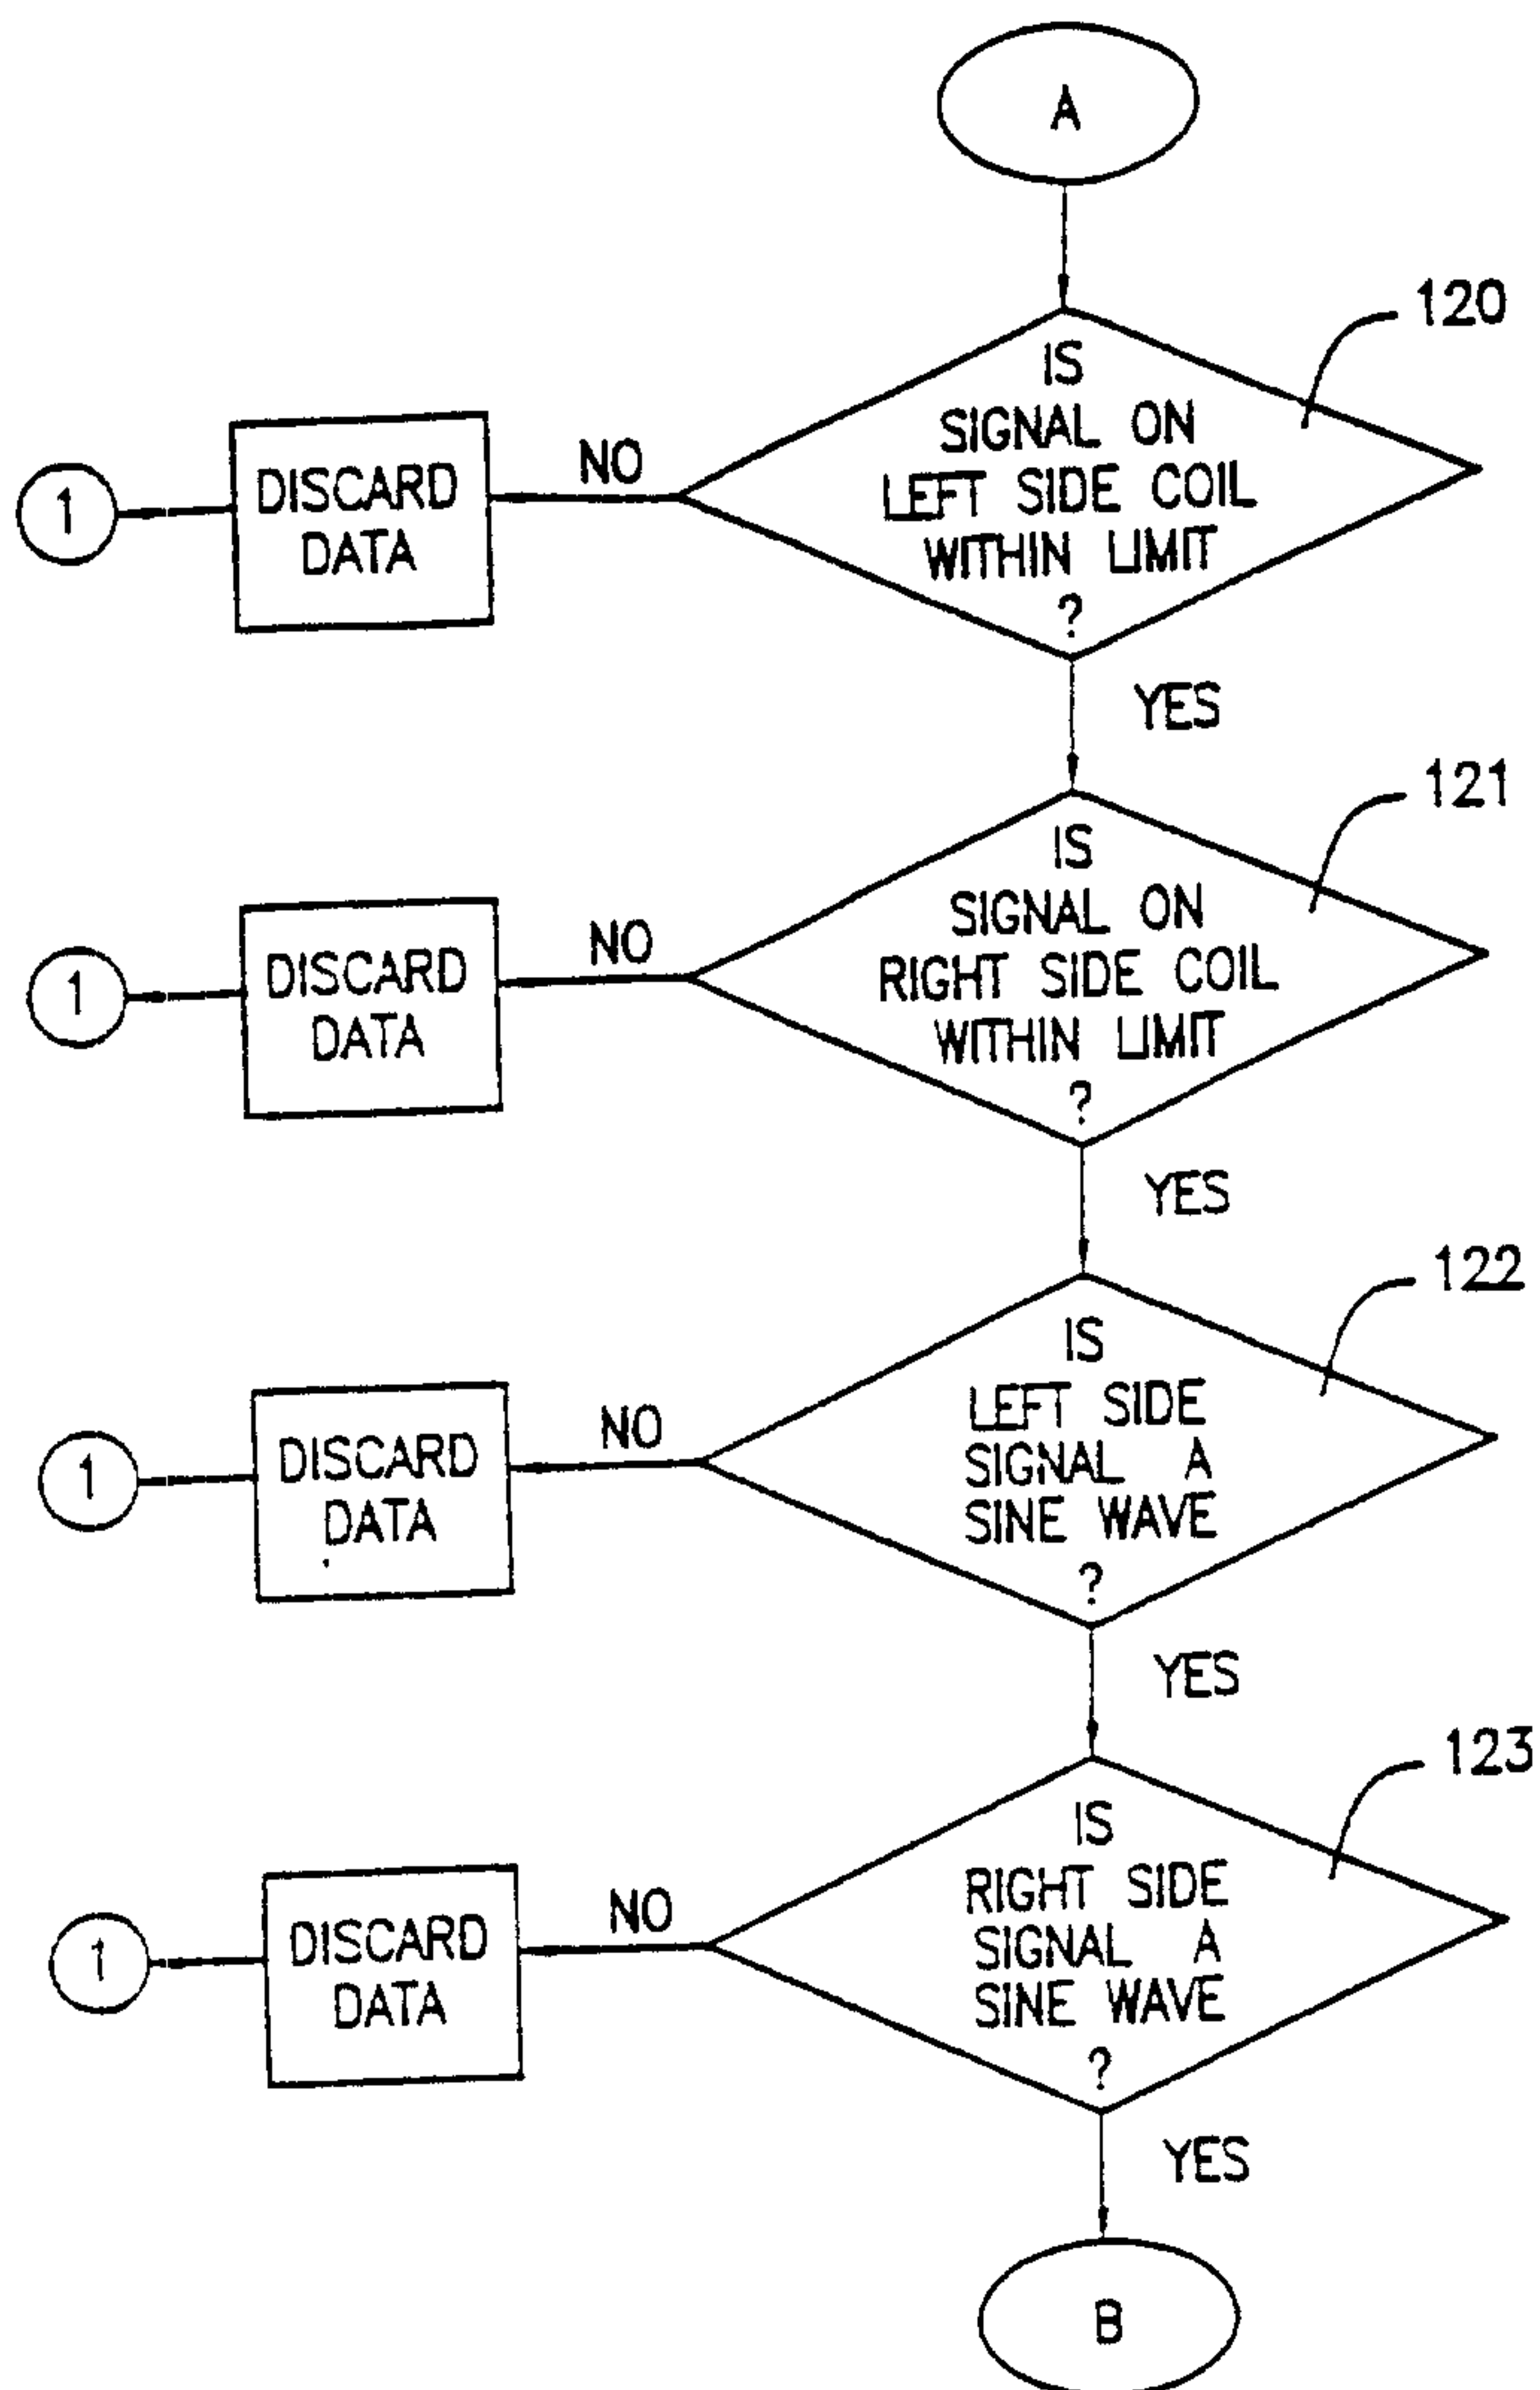 A
120
IS
SIGNAL ON
LEFT SIDE COIL
WITHIN LIMIT
?
NO
DISCARD
DATA
1
YES
121
IS
SIGNAL ON
RIGHT SIDE COIL
WITHIN LIMIT
?
NO
DISCARD
DATA
1
YES
122
IS
LEFT SIDE
SIGNAL A
SINE WAVE
?
NO
DISCARD
DATA
1
YES
123
IS
RIGHT SIDE
SIGNAL A
SINE WAVE
?
NO
DISCARD
DATA
1
YES
B